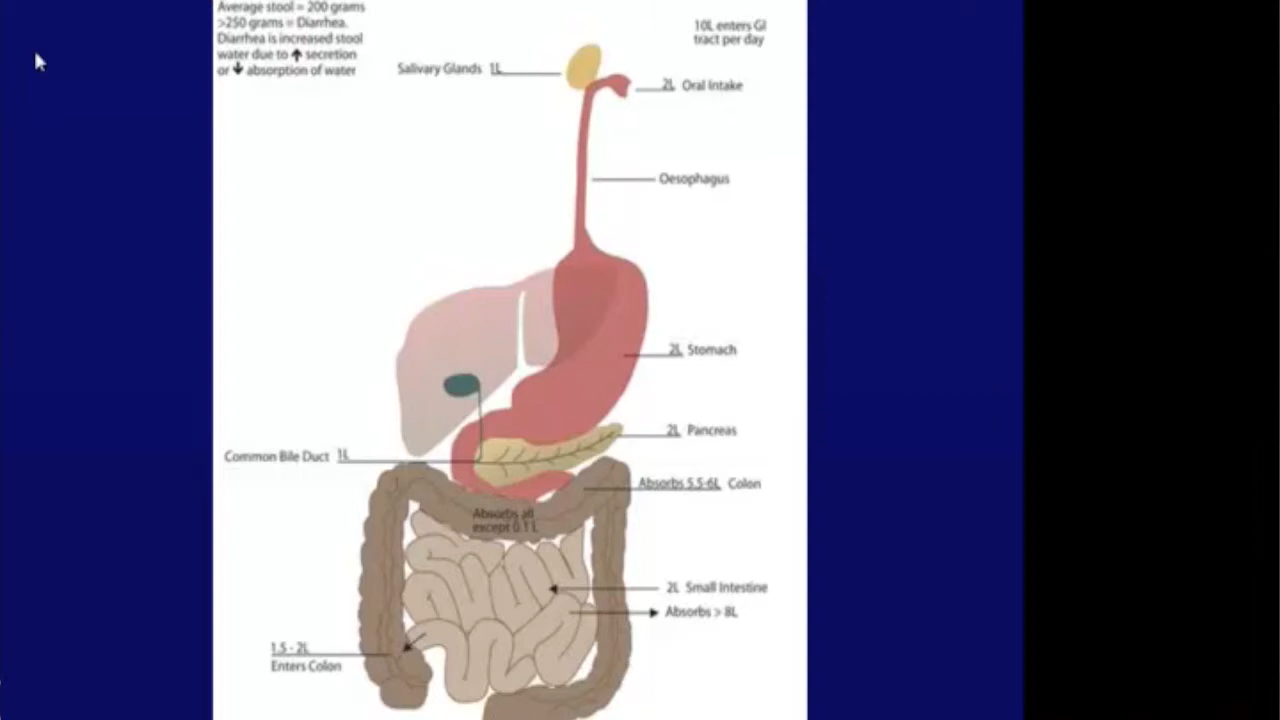 Average stool = 200 grams
>250 grams = Diarrhea.
Diarrhea is increased stool
water due to ↑ secretion
or ↓ absorption of water
10L enters GI
tract per day
Salivary Glands 1L
2L Oral Intake
Oesophagus
2L Stomach
2L Pancreas
Common Bile Duct 1L
Absorbs 5.5-6L Colon
Absorbs all
except 0.1 L
2L Small Intestine
Absorbs > 8L
1.5 - 2L
Enters Colon